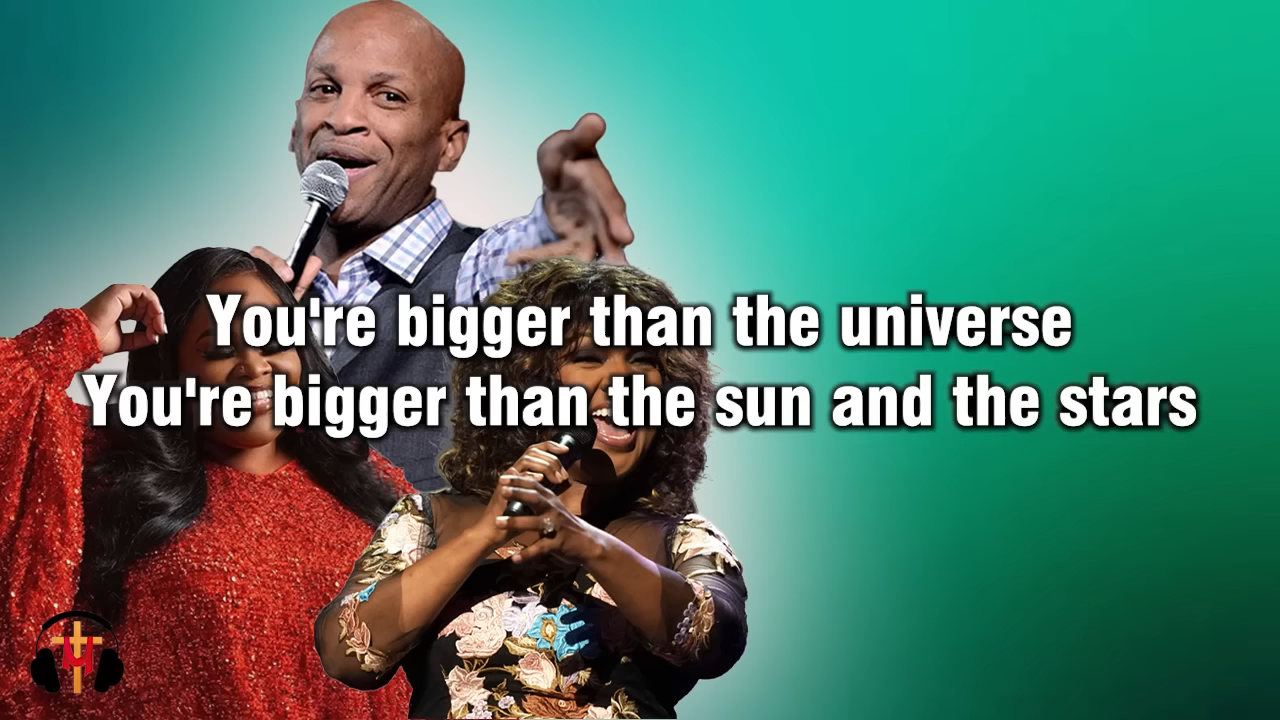 You're bigger than the universe
You're bigger than the sun and the stars